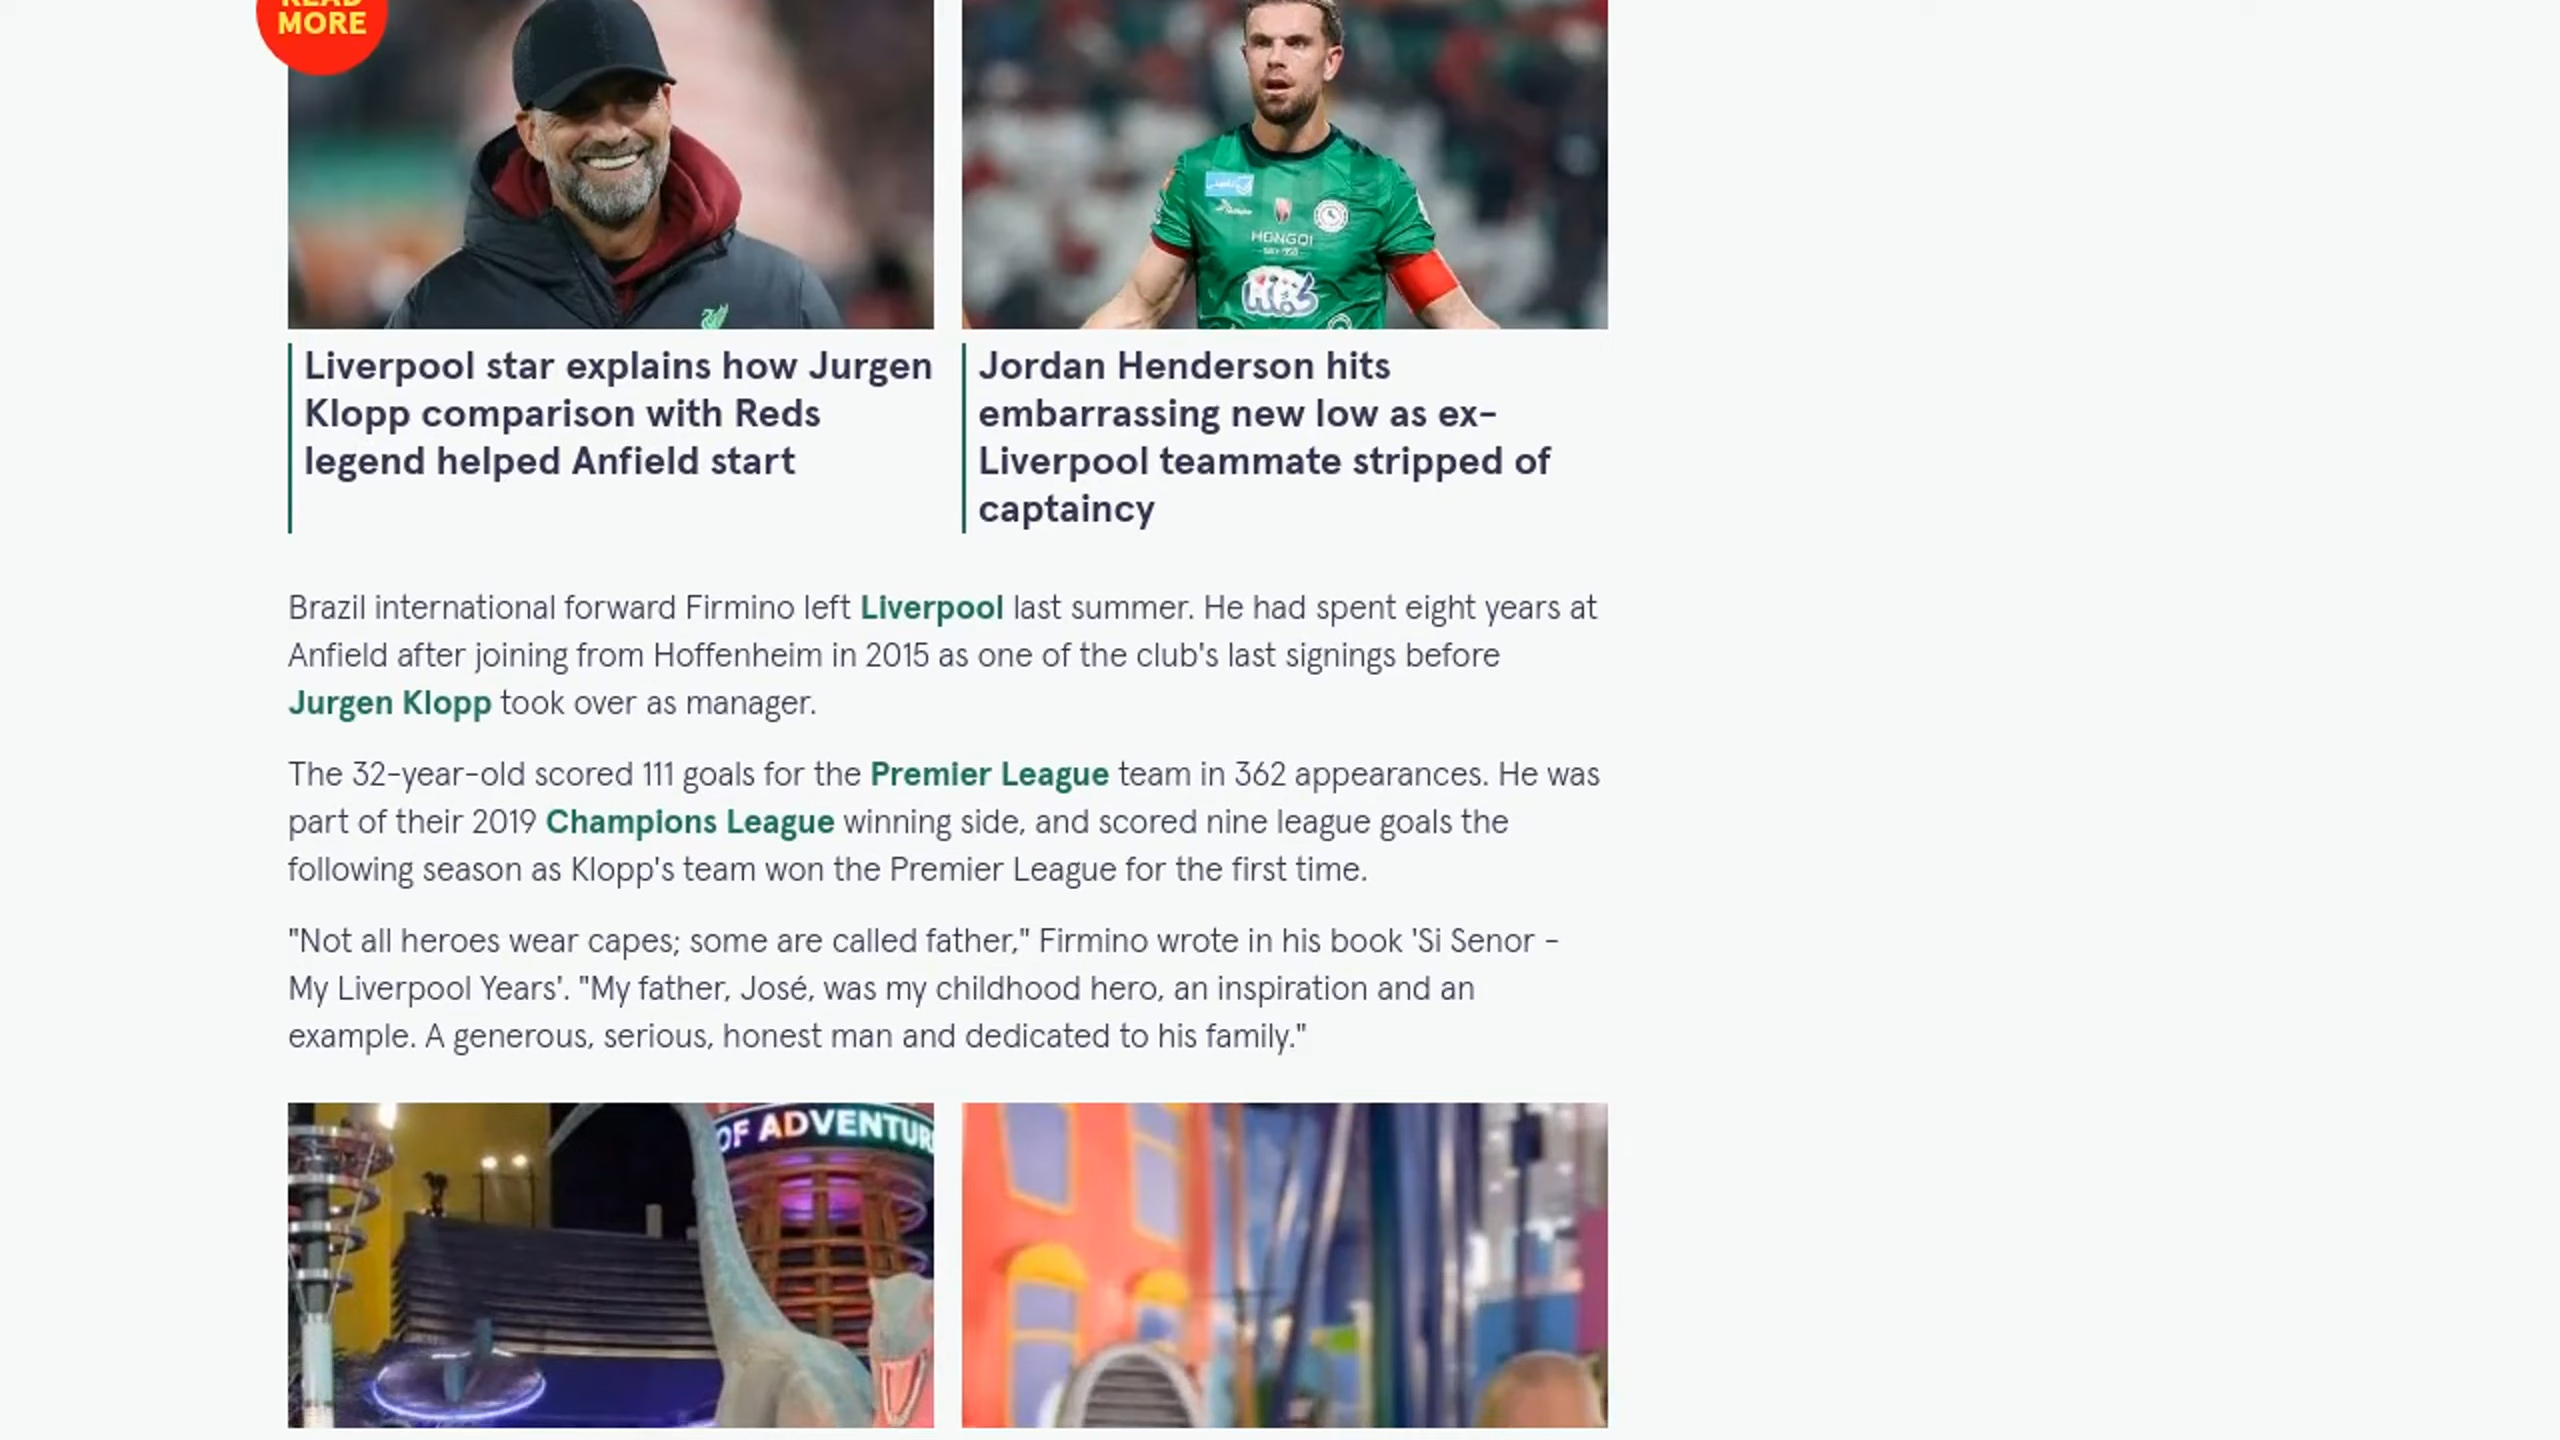 READ
MORE
HONGQI
Liverpool star explains how Jurgen
Klopp comparison with Reds
legend helped Anfield start
Jordan Henderson hits
embarrassing new low as ex-
Liverpool teammate stripped of
captaincy
Brazil international forward Firmino left Liverpool last summer. He had spent eight years at
Anfield after joining from Hoffenheim in 2015 as one of the club's last signings before
Jurgen Klopp took over as manager.
The 32-year-old scored 111 goals for the Premier League team in 362 appearances. He was
part of their 2019 Champions League winning side, and scored nine league goals the
following season as Klopp's team won the Premier League for the first time.
"Not all heroes wear capes; some are called father," Firmino wrote in his book 'Si Senor -
My Liverpool Years'. "My father, José, was my childhood hero, an inspiration and an
example. A generous, serious, honest man and dedicated to his family."
OF ADVENTUR